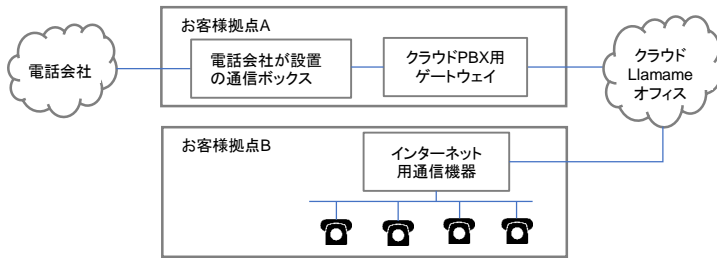 お客様拠点A
電話会社
電話会社が設置
の通信ボックス
クラウドPBX用
ゲートウェイ
クラウド
Llamame
オフィス
お客様拠点B
インターネット
用通信機器